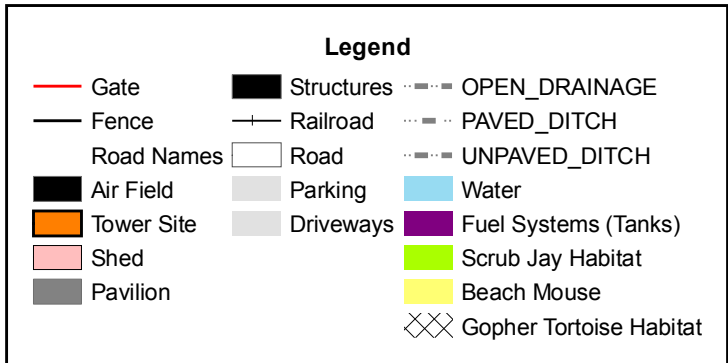 Legend
Gate
Fence
Road Names
Air Field
Tower Site
Shed
Pavilion
Structures
Railroad
Road
Parking
Driveways
OPEN_DRAINAGE
PAVED_DITCH
UNPAVED_DITCH
Water
Fuel Systems (Tanks)
Scrub Jay Habitat
Beach Mouse
Gopher Tortoise Habitat